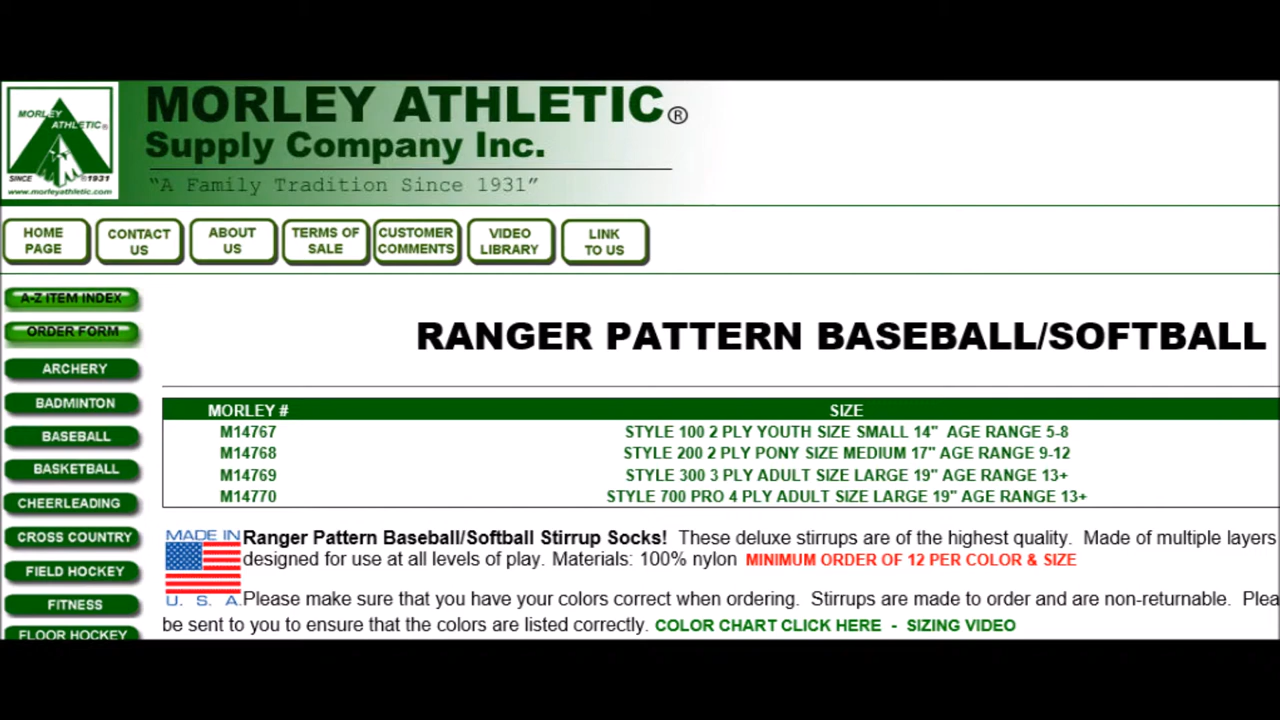 MORLEY ATHLETIC®
SINCE ®1931
www.morleyathletic.com
MORLEY ATHLETIC®
Supply Company Inc.
"A Family Tradition Since 1931"
HOME PAGE
CONTACT US
ABOUT US
TERMS OF SALE
CUSTOMER COMMENTS
VIDEO LIBRARY
LINK TO US
A-Z ITEM INDEX
ORDER FORM
ARCHERY
BADMINTON
BASEBALL
BASKETBALL
CHEERLEADING
CROSS COUNTRY
FIELD HOCKEY
FITNESS
FLOOR HOCKEY
RANGER PATTERN BASEBALL/SOFTBALL
MORLEY # SIZE
M14767 STYLE 100 2 PLY YOUTH SIZE SMALL 14" AGE RANGE 5-8
M14768 STYLE 200 2 PLY PONY SIZE MEDIUM 17" AGE RANGE 9-12
M14769 STYLE 300 3 PLY ADULT SIZE LARGE 19" AGE RANGE 13+
M14770 STYLE 700 PRO 4 PLY ADULT SIZE LARGE 19" AGE RANGE 13+
MADE IN
U. S. A.
Ranger Pattern Baseball/Softball Stirrup Socks! These deluxe stirrups are of the highest quality. Made of multiple layers
designed for use at all levels of play. Materials: 100% nylon MINIMUM ORDER OF 12 PER COLOR & SIZE
Please make sure that you have your colors correct when ordering. Stirrups are made to order and are non-returnable. Plea
be sent to you to ensure that the colors are listed correctly. COLOR CHART CLICK HERE - SIZING VIDEO